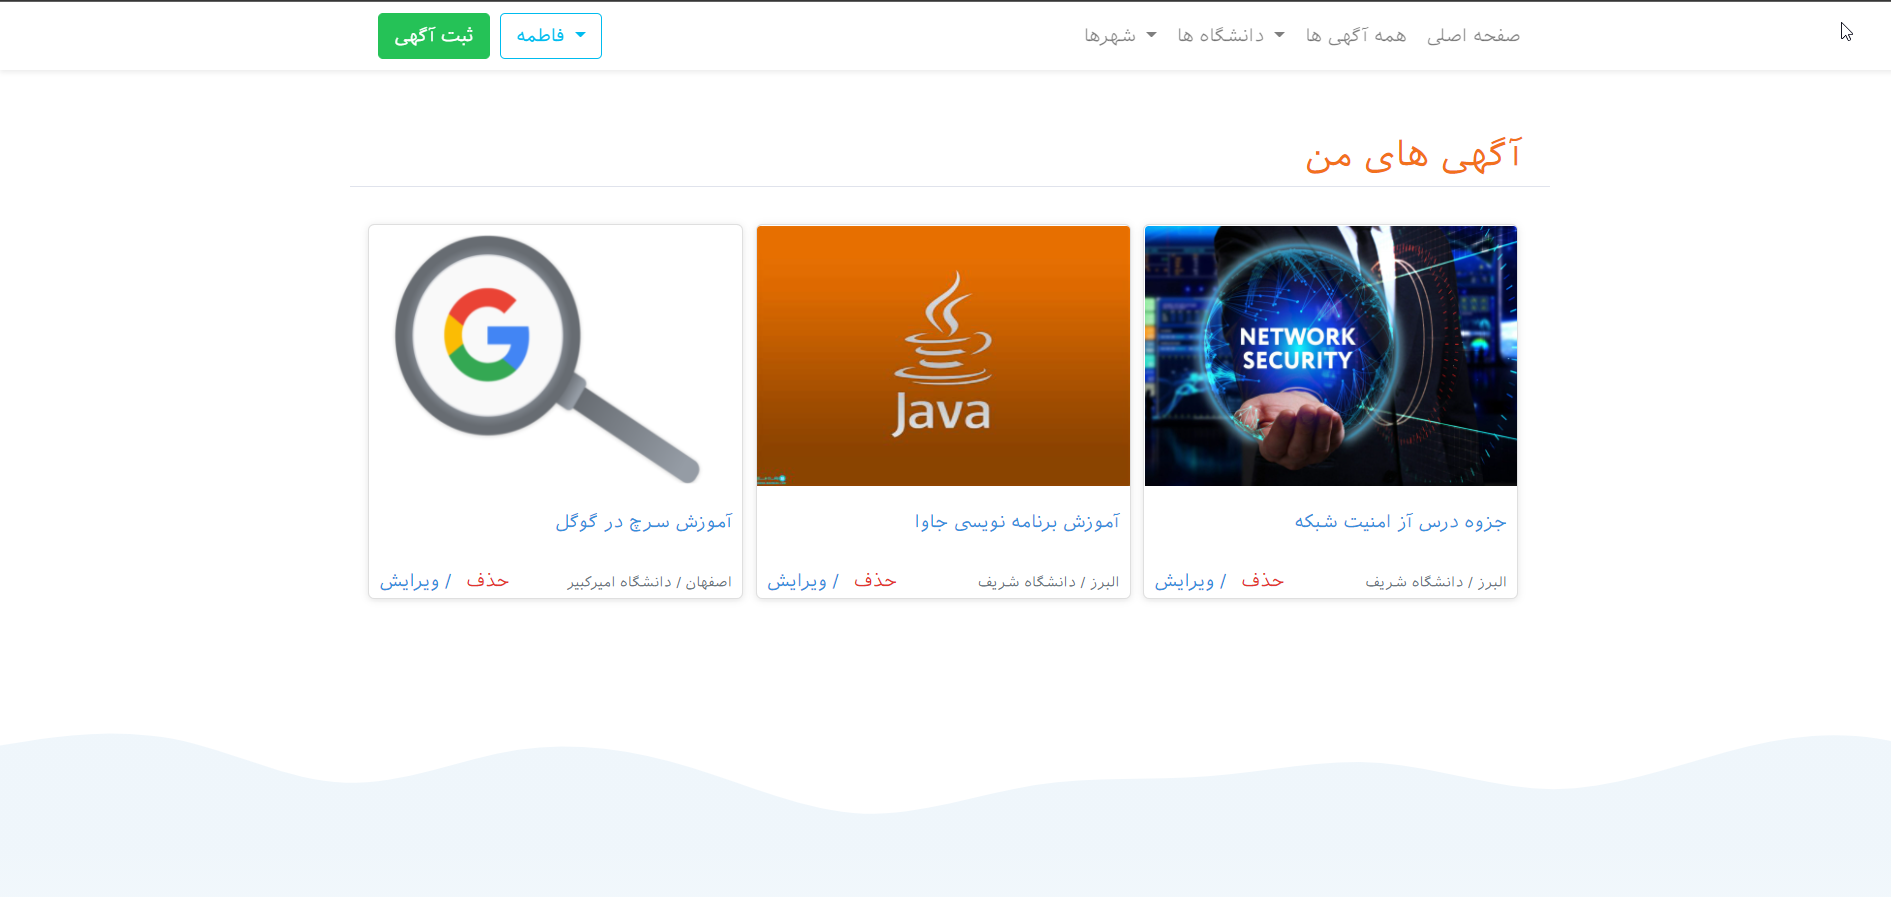 صفحه اصلی
همه آگهی ها
دانشگاه ها
شهرها
فاطمه
ثبت آگهی
آگهی های من
NETWORK
SECURITY
جزوه درس آز امنیت شبکه
البرز / دانشگاه شریف
حذف / ویرایش
Java
آموزش برنامه نویسی جاوا
البرز / دانشگاه شریف
حذف / ویرایش
G
آموزش سرچ در گوگل
اصفهان / دانشگاه امیرکبیر
حذف / ویرایش